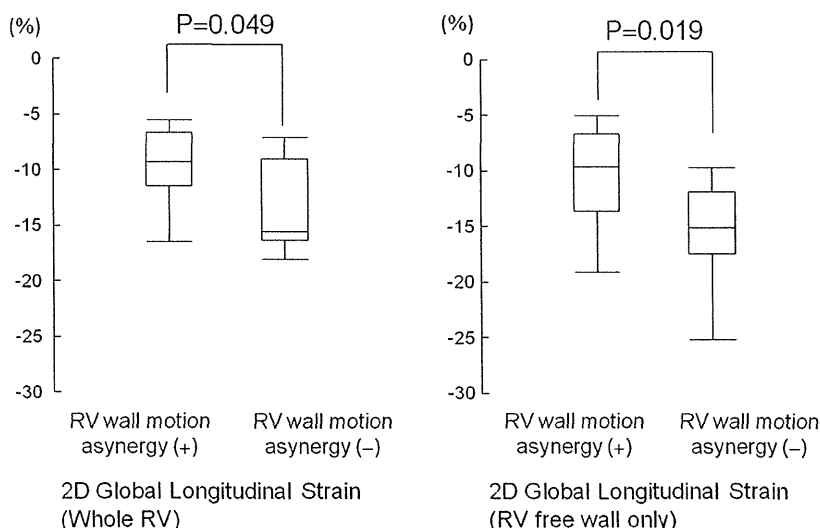 (%)
P=0.049
0
-5
-10
-15
-20
-25
-30
RV wall motion
asynergy (+)
RV wall motion
asynergy (−)
2D Global Longitudinal Strain
(Whole RV)
(%)
P=0.019
0
-5
-10
-15
-20
-25
-30
RV wall motion
asynergy (+)
RV wall motion
asynergy (−)
2D Global Longitudinal Strain
(RV free wall only)